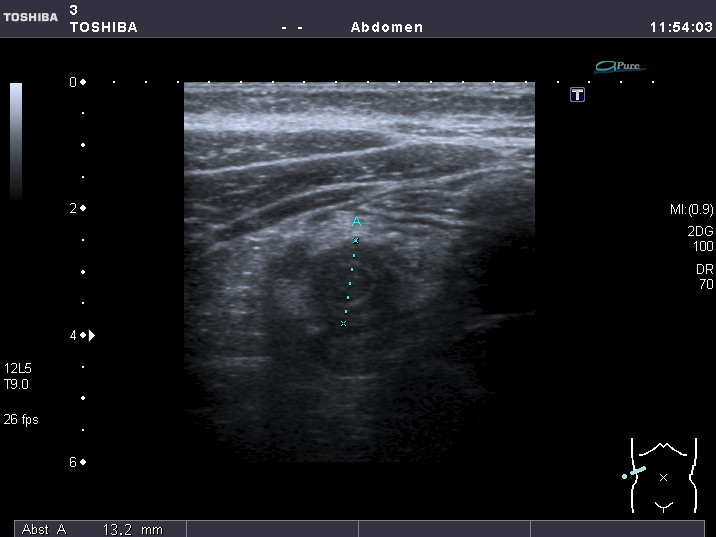 TOSHIBA
3
TOSHIBA - - Abdomen 11:54:03
APure
T
0
2
4
6
A
MI:(0.9)
2DG
100
DR
70
12L5
T9.0
26 fps
Abst A 13.2 mm